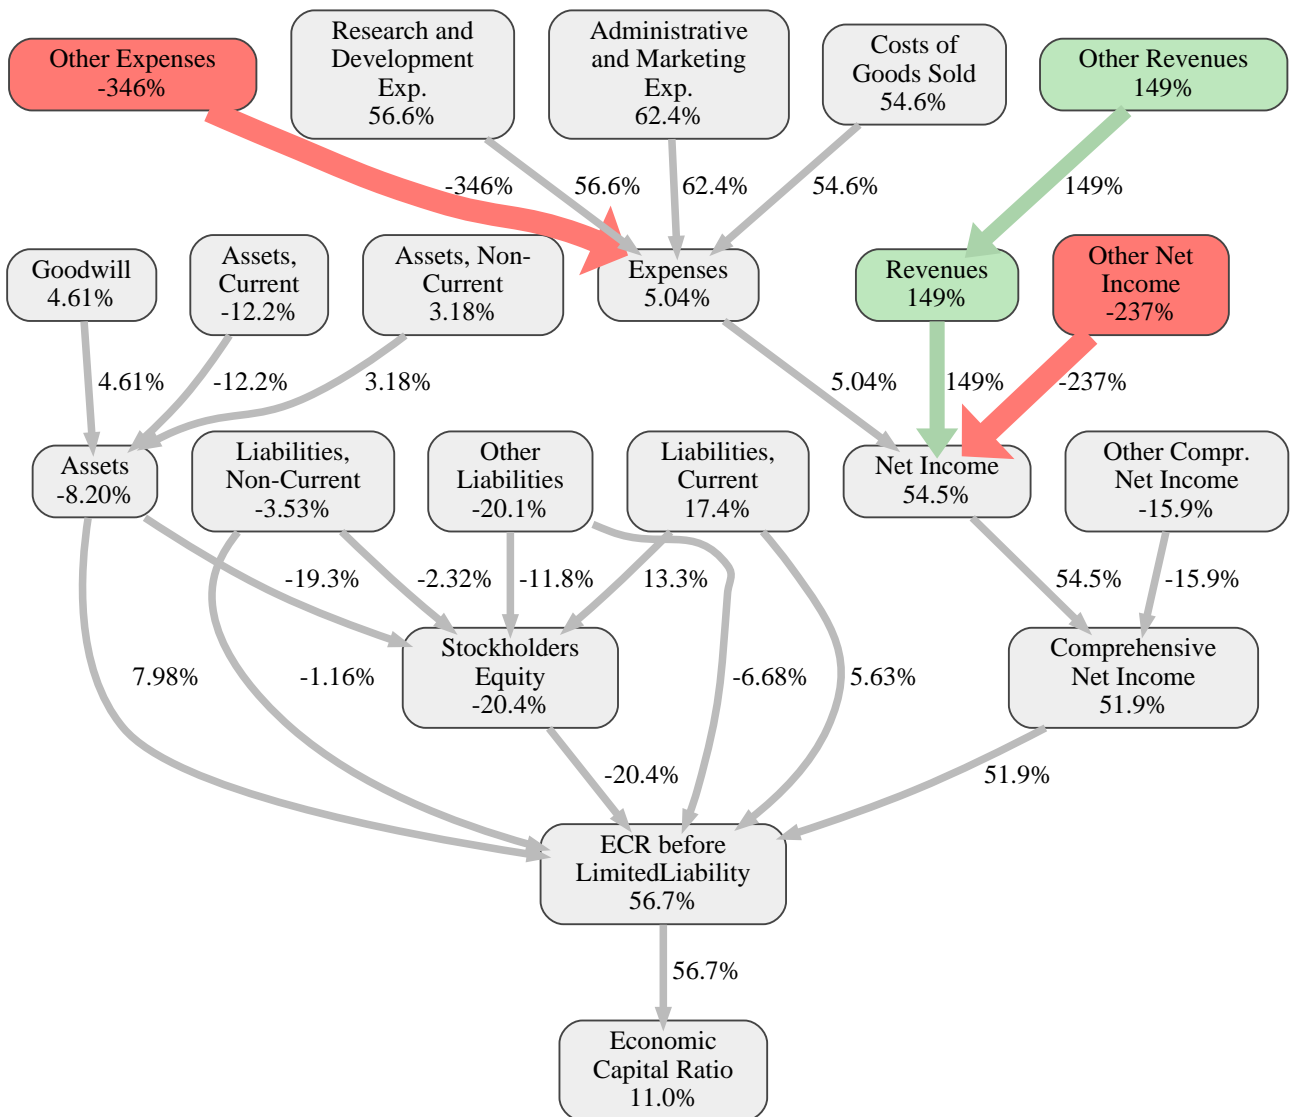 Other Expenses
-346%
Research and
Development
Exp.
56.6%
Administrative
and Marketing
Exp.
62.4%
Costs of
Goods Sold
54.6%
Other Revenues
149%
-346%
56.6%
62.4%
54.6%
149%
Goodwill
4.61%
Assets,
Current
-12.2%
Assets, Non-
Current
3.18%
Expenses
5.04%
Revenues
149%
Other Net
Income
-237%
4.61%
-12.2%
3.18%
5.04%
149%
-237%
Assets
-8.20%
Liabilities,
Non-Current
-3.53%
Other
Liabilities
-20.1%
Liabilities,
Current
17.4%
Net Income
54.5%
Other Compr.
Net Income
-15.9%
-19.3%
-2.32%
-11.8%
13.3%
54.5%
-15.9%
Stockholders
Equity
-20.4%
Comprehensive
Net Income
51.9%
7.98%
-1.16%
-6.68%
5.63%
-20.4%
51.9%
ECR before
LimitedLiability
56.7%
56.7%
Economic
Capital Ratio
11.0%